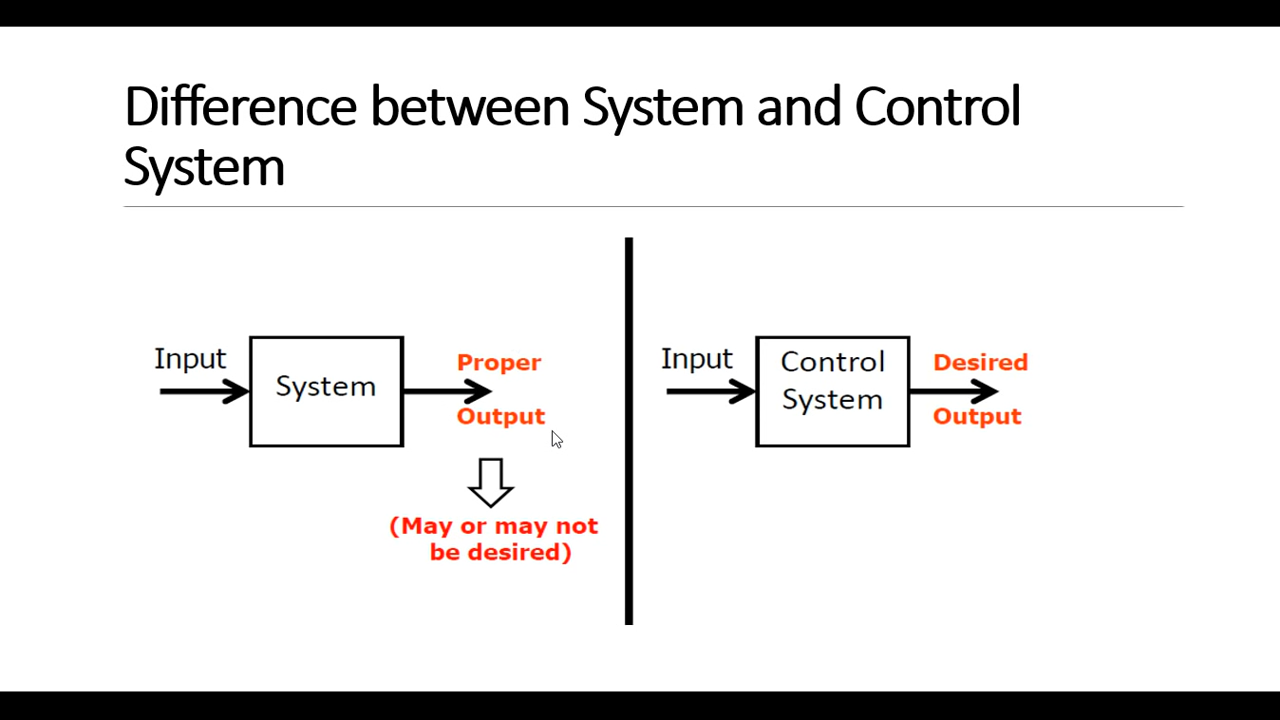 Difference between System and Control
System
Input
System
Proper
Output
(May or may not
be desired)
Input
Control
System
Desired
Output